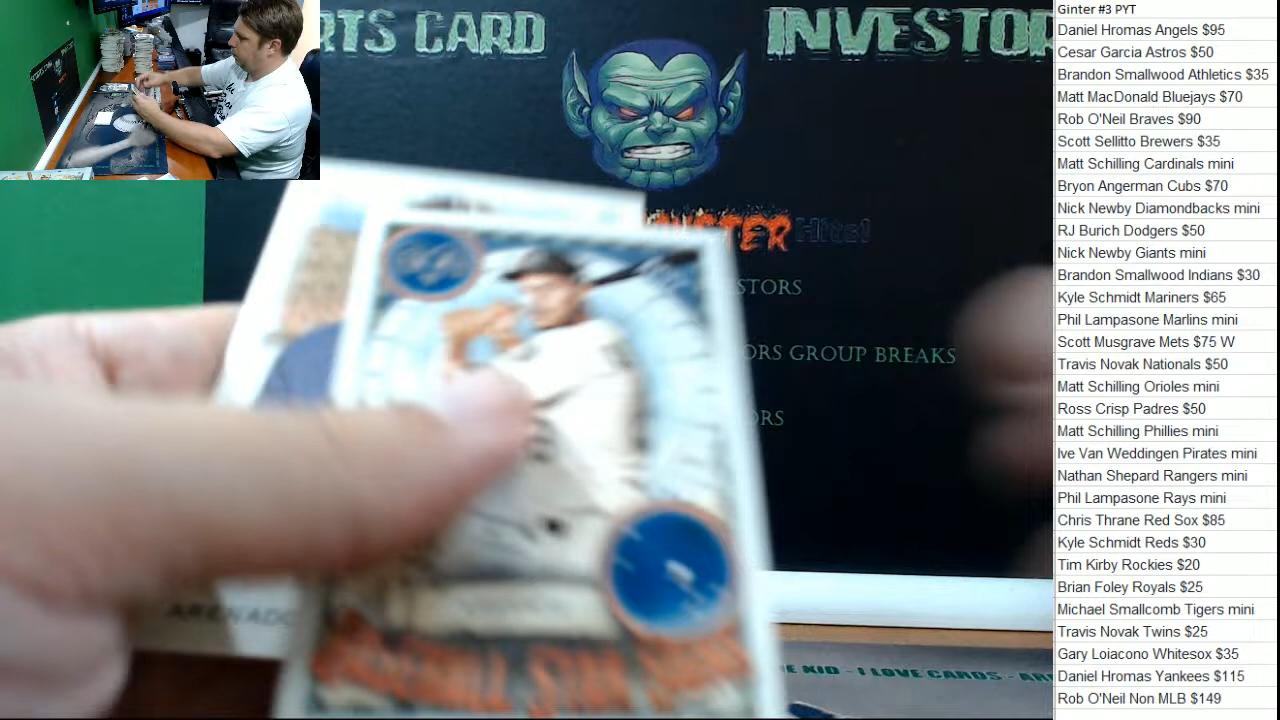 RTS CARD INVESTOR
Hits!
STORS
ORS GROUP BREAKS
ORS
ARENADO
E KID - I LOVE CARDS - AR
Ginter #3 PYT
Daniel Hromas Angels $95
Cesar Garcia Astros $50
Brandon Smallwood Athletics $35
Matt MacDonald Bluejays $70
Rob O'Neil Braves $90
Scott Sellitto Brewers $35
Matt Schilling Cardinals mini
Bryon Angerman Cubs $70
Nick Newby Diamondbacks mini
RJ Burich Dodgers $50
Nick Newby Giants mini
Brandon Smallwood Indians $30
Kyle Schmidt Mariners $65
Phil Lampasone Marlins mini
Scott Musgrave Mets $75 W
Travis Novak Nationals $50
Matt Schilling Orioles mini
Ross Crisp Padres $50
Matt Schilling Phillies mini
Ive Van Weddingen Pirates mini
Nathan Shepard Rangers mini
Phil Lampasone Rays mini
Chris Thrane Red Sox $85
Kyle Schmidt Reds $30
Tim Kirby Rockies $20
Brian Foley Royals $25
Michael Smallcomb Tigers mini
Travis Novak Twins $25
Gary Loiacono Whitesox $35
Daniel Hromas Yankees $115
Rob O'Neil Non MLB $149